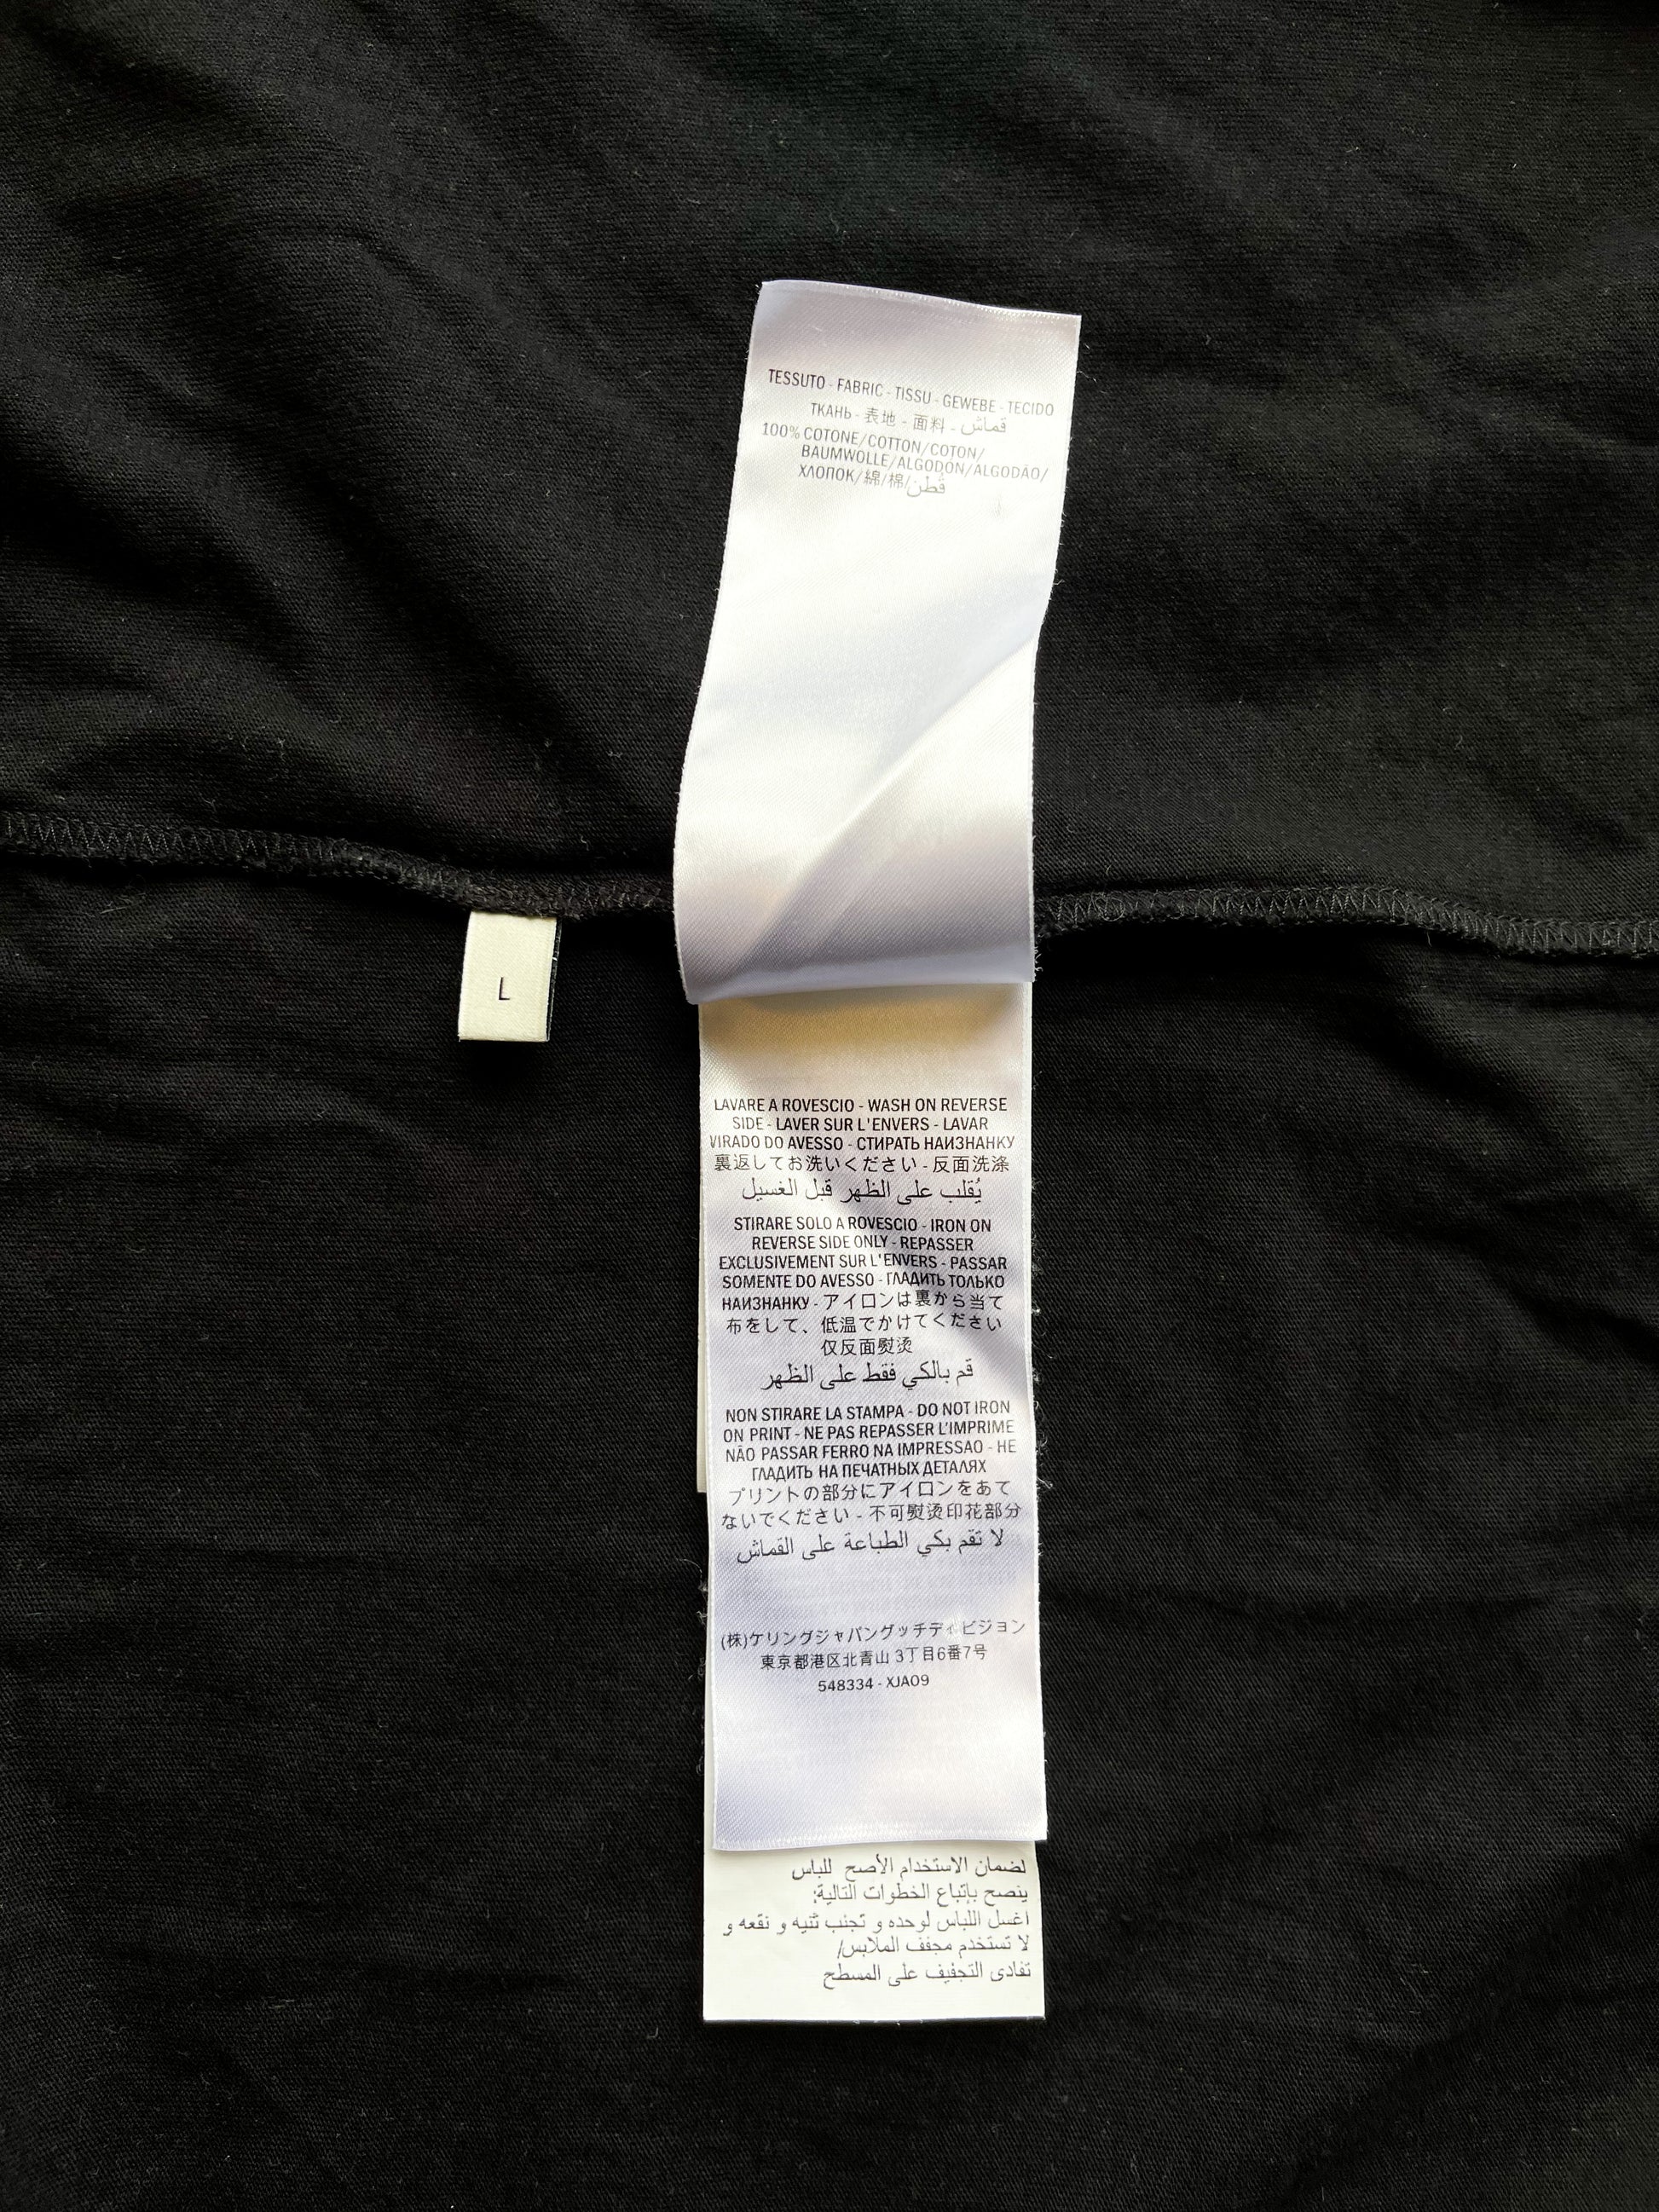 TESSUTO - FABRIC - TISSU - GEWEBE - TECIDO
ТКАНЬ - 表地 - 面料 - قماش
100% COTONE/COTTON/COTON/
BAUMWOLLE/ALGODÓN/ALGODÃO/
ХЛОПОК/綿/棉/قطن
L
LAVARE A ROVESCIO - WASH ON REVERSE
SIDE - LAVER SUR L'ENVERS - LAVAR
VIRADO DO AVESSO - СТИРАТЬ НАИЗНАНКУ
裏返してお洗いください - 反面洗涤
يُقلب على الظهر قبل الغسيل
STIRARE SOLO A ROVESCIO - IRON ON
REVERSE SIDE ONLY - REPASSER
EXCLUSIVEMENT SUR L'ENVERS - PASSAR
SOMENTE DO AVESSO - ГЛАДИТЬ ТОЛЬКО
НАИЗНАНКУ - アイロンは裏から当て
布をして、低温でかけてください
仅反面熨烫
قم بالكي فقط على الظهر
NON STIRARE LA STAMPA - DO NOT IRON
ON PRINT - NE PAS REPASSER L'IMPRIME
NÃO PASSAR FERRO NA IMPRESSAO - НЕ
ГЛАДИТЬ НА ПЕЧАТНЫХ ДЕТАЛЯХ
プリントの部分にアイロンをあて
ないでください - 不可熨烫印花部分
لا تقم بكي الطباعة على القماش
(株)ケリングジャパングッチディビジョン
東京都港区北青山 3丁目6番7号
548334 - XJAO9
لضمان الاستخدام الأصح للباس
ينصح بإتباع الخطوات التالية:
اغسل اللباس لوحده و تجنب ثنيه و نقعه و
لا تستخدم مجفف الملابس/
تفادى التجفيف على المسطح